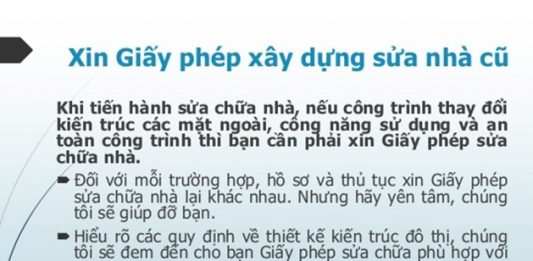 Xin Giấy phép xây dựng sửa nhà cũ
Khi tiến hành sửa chữa nhà, nếu công trình thay đổi
kiến trúc các mặt ngoài, công năng sử dụng và an
toàn công trình thì bạn cần phải xin Giấy phép sửa
chữa nhà.
Đối với mỗi trường hợp, hồ sơ và thủ tục xin Giấy phép
sửa chữa nhà lại khác nhau. Nhưng hãy yên tâm, chúng
tôi sẽ giúp đỡ bạn.
Hiểu rõ các quy định về thiết kế kiến trúc đô thị, chúng
tôi sẽ đem đến cho bạn Giấy phép sửa chữa phù hợp với